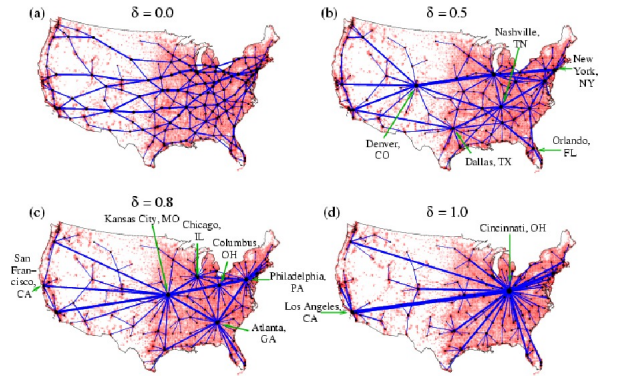 (a)
δ = 0.0
(b)
δ = 0.5
Nashville,
TN
New
York,
NY
Denver,
CO
Dallas, TX
Orlando,
FL
(c)
δ = 0.8
Kansas City, MO
Chicago,
IL
Columbus,
OH
San
Fran-
cisco,
CA
Philadelphia,
PA
Atlanta,
GA
(d)
δ = 1.0
Cincinnati, OH
Los Angeles,
CA